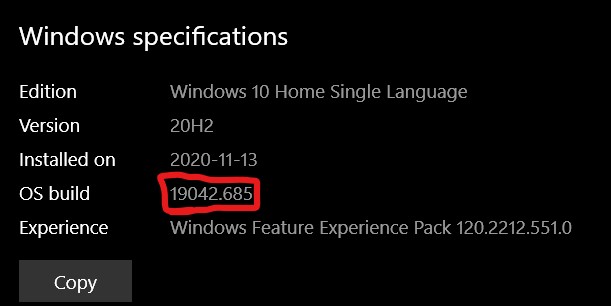 Windows specifications
Edition Windows 10 Home Single Language
Version 20H2
Installed on 2020-11-13
OS build 19042.685
Experience Windows Feature Experience Pack 120.2212.551.0
Copy